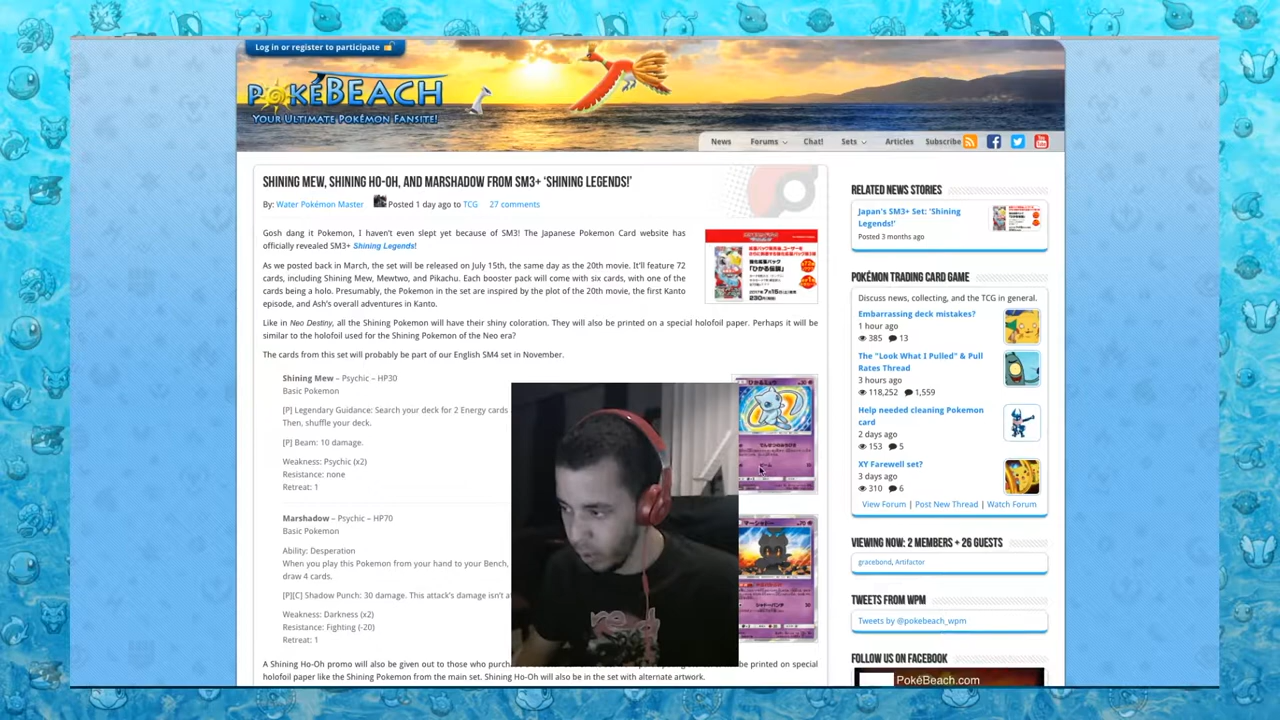 Log in or register to participate
POKÉBEACH
YOUR ULTIMATE POKÉMON FANSITE!
News Forums Chat! Sets Articles Subscribe
SHINING MEW, SHINING HO-OH, AND MARSHADOW FROM SM3+ 'SHINING LEGENDS!'
By: Water Pokémon Master Posted 1 day ago to TCG 27 comments
Gosh dang it Pokemon, I haven't even slept yet because of SM3! The Japanese Pokemon Card website has
officially revealed SM3+ Shining Legends!
As we posted back in March, the set will be released on July 15th, the same day as the 20th movie. It'll feature 72
cards, including Shining Mew, Mewtwo, and Pikachu. Each booster pack will come with six cards, with one of the
cards being a holo. Presumably, the Pokemon in the set are inspired by the plot of the 20th movie, the first Kanto
episode, and Ash's overall adventures in Kanto.
Like in Neo Destiny, all the Shining Pokemon will have their shiny coloration. They will also be printed on a special holofoil paper. Perhaps it will be
similar to the holofoil used for the Shining Pokemon of the Neo era?
The cards from this set will probably be part of our English SM4 set in November.
Shining Mew – Psychic – HP30
Basic Pokemon
[P] Legendary Guidance: Search your deck for 2 Energy cards
Then, shuffle your deck.
[P] Beam: 10 damage.
Weakness: Psychic (x2)
Resistance: none
Retreat: 1
ひかるミュウ
Marshadow – Psychic – HP70
Basic Pokemon
Ability: Desperation
When you play this Pokemon from your hand to your Bench,
draw 4 cards.
[P][C] Shadow Punch: 30 damage. This attack's damage isn't
Weakness: Darkness (x2)
Resistance: Fighting (-20)
Retreat: 1
マーシャドー
A Shining Ho-Oh promo will also be given out to those who be printed on special
holofoil paper like the Shining Pokemon from the main set. Shining Ho-Oh will also be in the set with alternate artwork.
RELATED NEWS STORIES
Japan's SM3+ Set: 'Shining
Legends!'
Posted 3 months ago
POKÉMON TRADING CARD GAME
Discuss news, collecting, and the TCG in general.
Embarrassing deck mistakes?
1 hour ago
385 13
The "Look What I Pulled" & Pull
Rates Thread
3 hours ago
118,252 1,559
Help needed cleaning Pokemon
card
2 days ago
153 5
XY Farewell set?
3 days ago
310 6
View Forum | Post New Thread | Watch Forum
VIEWING NOW: 2 MEMBERS + 26 GUESTS
gracebond, Artifactor
TWEETS FROM WPM
Tweets by @pokebeach_wpm
FOLLOW US ON FACEBOOK
PokéBeach.com